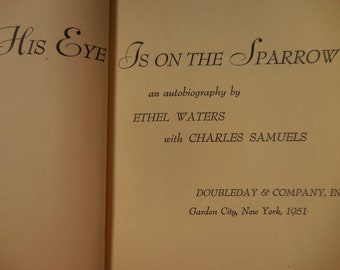 HIS EYE IS ON THE SPARROW
an autobiography by
ETHEL WATERS
with CHARLES SAMUELS
DOUBLEDAY & COMPANY, IN
Garden City, New York, 1951